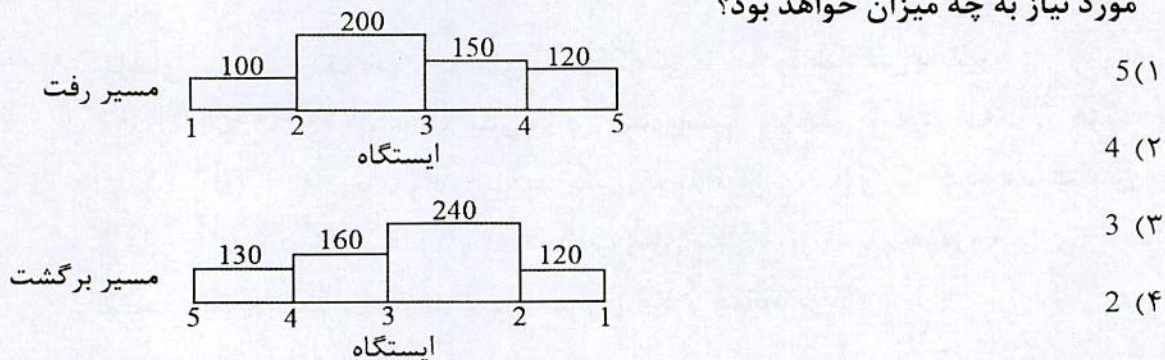 مورد نیاز به چه میزان خواهد بود؟
5 (۱
4 (۲
3 (۳
2 (۴
مسیر رفت
100 200 150 120
1 2 3 4 5
ایستگاه
مسیر برگشت
130 160 240 120
5 4 3 2 1
ایستگاه